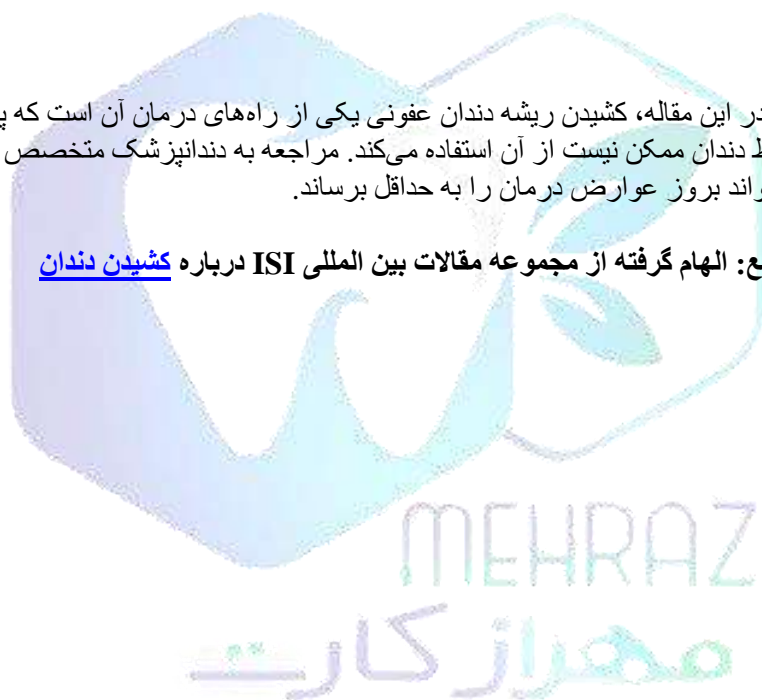 در این مقاله، کشیدن ریشه دندان عفونی یکی از راه‌های درمان آن است که
دندان ممکن نیست از آن استفاده می‌کند. مراجعه به دندانپزشک متخصص
بروز عوارض درمان را به حداقل برساند.
الهام گرفته از مجموعه مقالات بین المللی ISI درباره کشیدن دندان
MEHRAZ
مهراز کارت